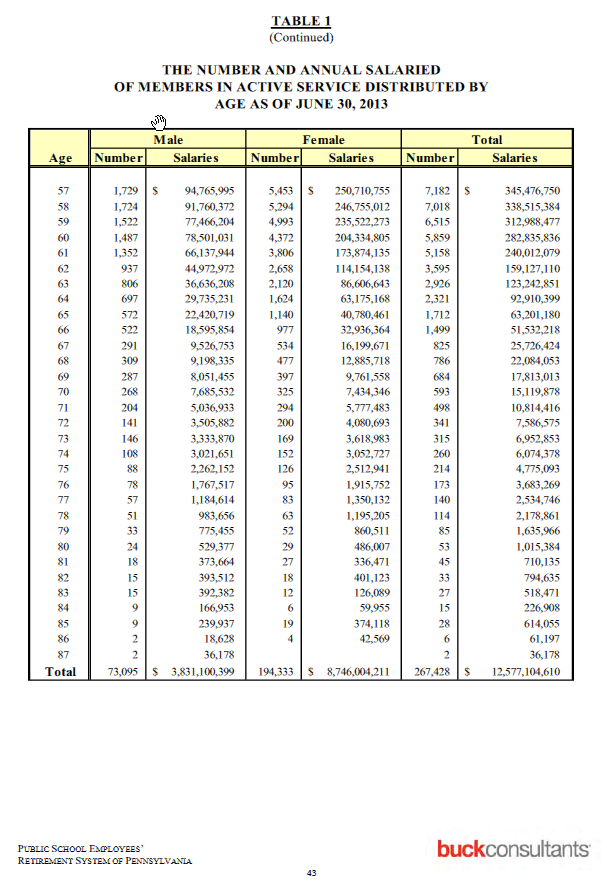 TABLE 1
(Continued)
THE NUMBER AND ANNUAL SALARIED
OF MEMBERS IN ACTIVE SERVICE DISTRIBUTED BY
AGE AS OF JUNE 30, 2013
Male Female Total
Age Number Salaries Number Salaries Number Salaries
57 1,729 $ 94,765,995 5,453 $ 250,710,755 7,182 $ 345,476,750
58 1,724 91,760,372 5,294 246,755,012 7,018 338,515,384
59 1,522 77,466,204 4,993 235,522,273 6,515 312,988,477
60 1,487 78,501,031 4,372 204,334,805 5,859 282,835,836
61 1,352 66,137,944 3,806 173,874,135 5,158 240,012,079
62 937 44,972,972 2,658 114,154,138 3,595 159,127,110
63 806 36,636,208 2,120 86,606,643 2,926 123,242,851
64 697 29,735,231 1,624 63,175,168 2,321 92,910,399
65 572 22,420,719 1,140 40,780,461 1,712 63,201,180
66 522 18,595,854 977 32,936,364 1,499 51,532,218
67 291 9,526,753 534 16,199,671 825 25,726,424
68 309 9,198,335 477 12,885,718 786 22,084,053
69 287 8,051,455 397 9,761,558 684 17,813,013
70 268 7,685,532 325 7,434,346 593 15,119,878
71 204 5,036,933 294 5,777,483 498 10,814,416
72 141 3,505,882 200 4,080,693 341 7,586,575
73 146 3,333,870 169 3,618,983 315 6,952,853
74 108 3,021,651 152 3,052,727 260 6,074,378
75 88 2,262,152 126 2,512,941 214 4,775,093
76 78 1,767,517 95 1,915,752 173 3,683,269
77 57 1,184,614 83 1,350,132 140 2,534,746
78 51 983,656 63 1,195,205 114 2,178,861
79 33 775,455 52 860,511 85 1,635,966
80 24 529,377 29 486,007 53 1,015,384
81 18 373,664 27 336,471 45 710,135
82 15 393,512 18 401,123 33 794,635
83 15 392,382 12 126,089 27 518,471
84 9 166,953 6 59,955 15 226,908
85 9 239,937 19 374,118 28 614,055
86 2 18,628 4 42,569 6 61,197
87 2 36,178 2 36,178
Total 73,095 $ 3,831,100,399 194,333 $ 8,746,004,211 267,428 $ 12,577,104,610
PUBLIC SCHOOL EMPLOYEES'
RETIREMENT SYSTEM OF PENNSYLVANIA
buckconsultants
43